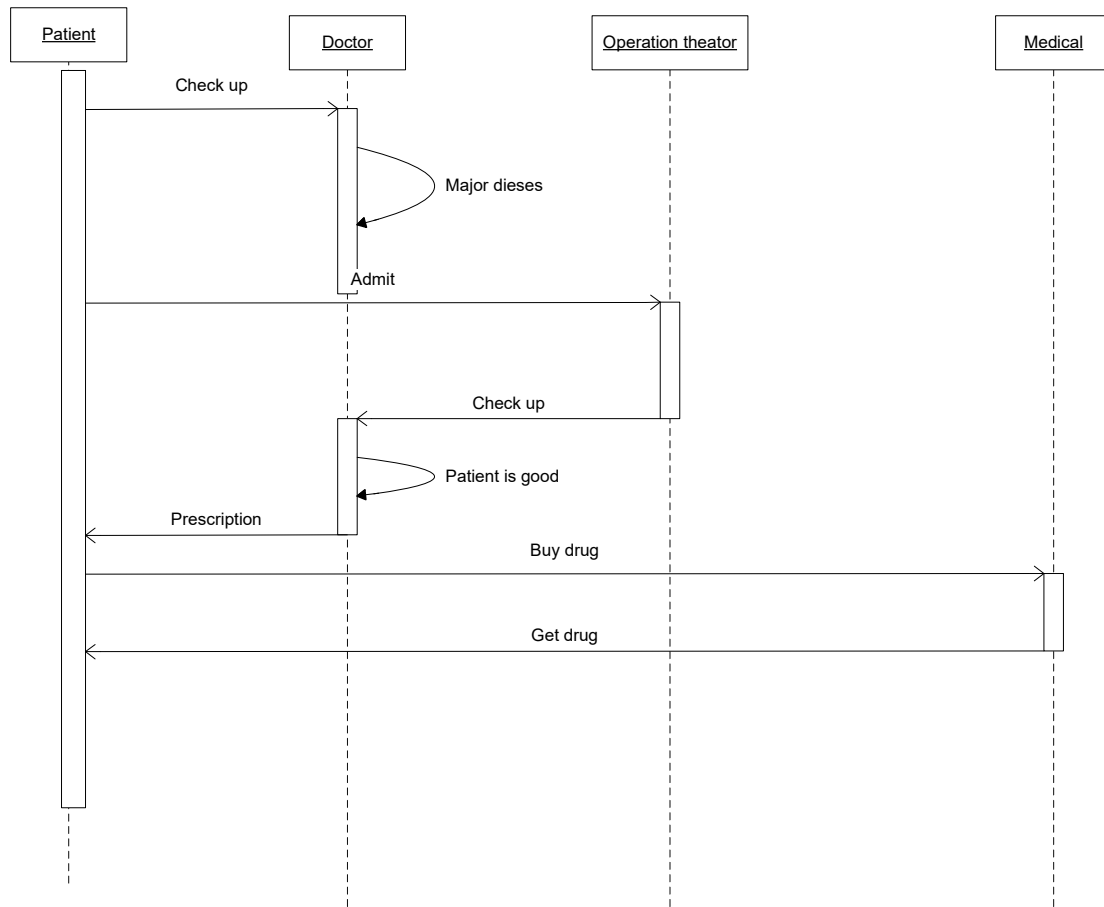 Patient
Doctor
Operation theator
Medical
Check up
Major dieses
Admit
Check up
Patient is good
Prescription
Buy drug
Get drug